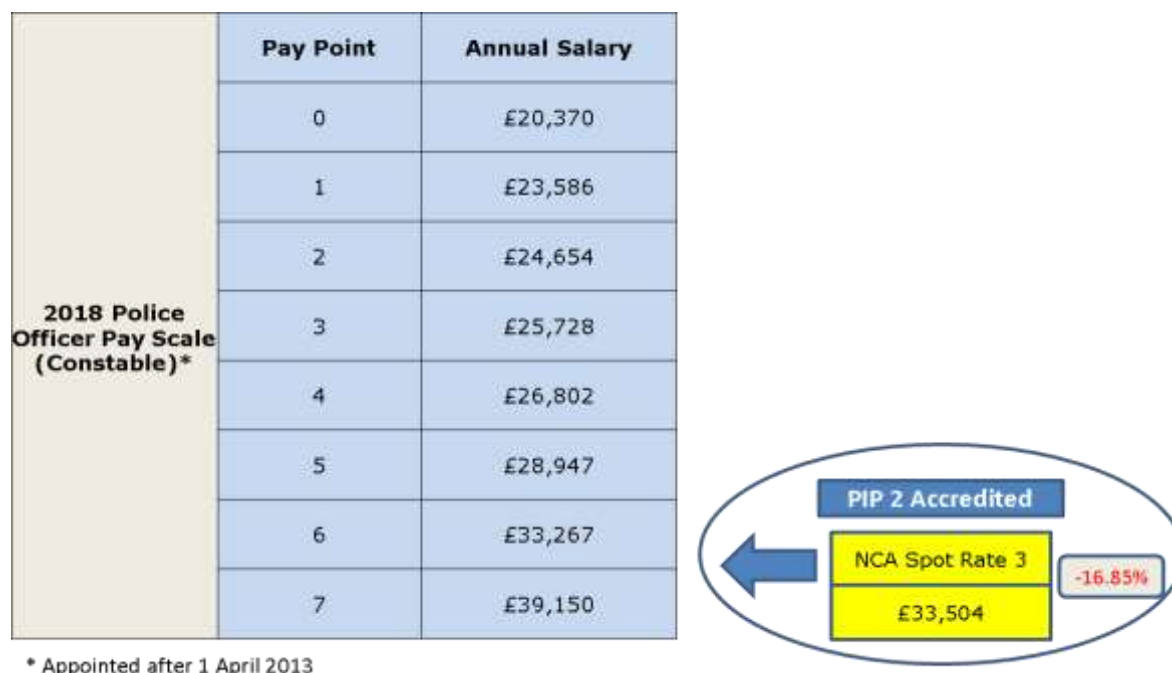 Pay Point Annual Salary
0 £20,370
1 £23,586
2 £24,654
2018 Police
Officer Pay Scale
(Constable)*
3 £25,728
4 £26,802
5 £28,947
6 £33,267
7 £39,150
* Appointed after 1 April 2013
PIP 2 Accredited
NCA Spot Rate 3
-16.85%
£33,504